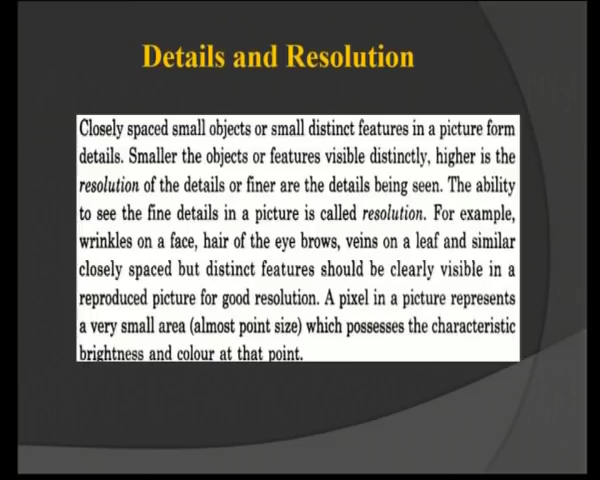 Details and Resolution
Closely spaced small objects or small distinct features in a picture form
details. Smaller the objects or features visible distinctly, higher is the
resolution of the details or finer are the details being seen. The ability
to see the fine details in a picture is called resolution. For example,
wrinkles on a face, hair of the eye brows, veins on a leaf and similar
closely spaced but distinct features should be clearly visible in a
reproduced picture for good resolution. A pixel in a picture represents
a very small area (almost point size) which possesses the characteristic
brightness and colour at that point.